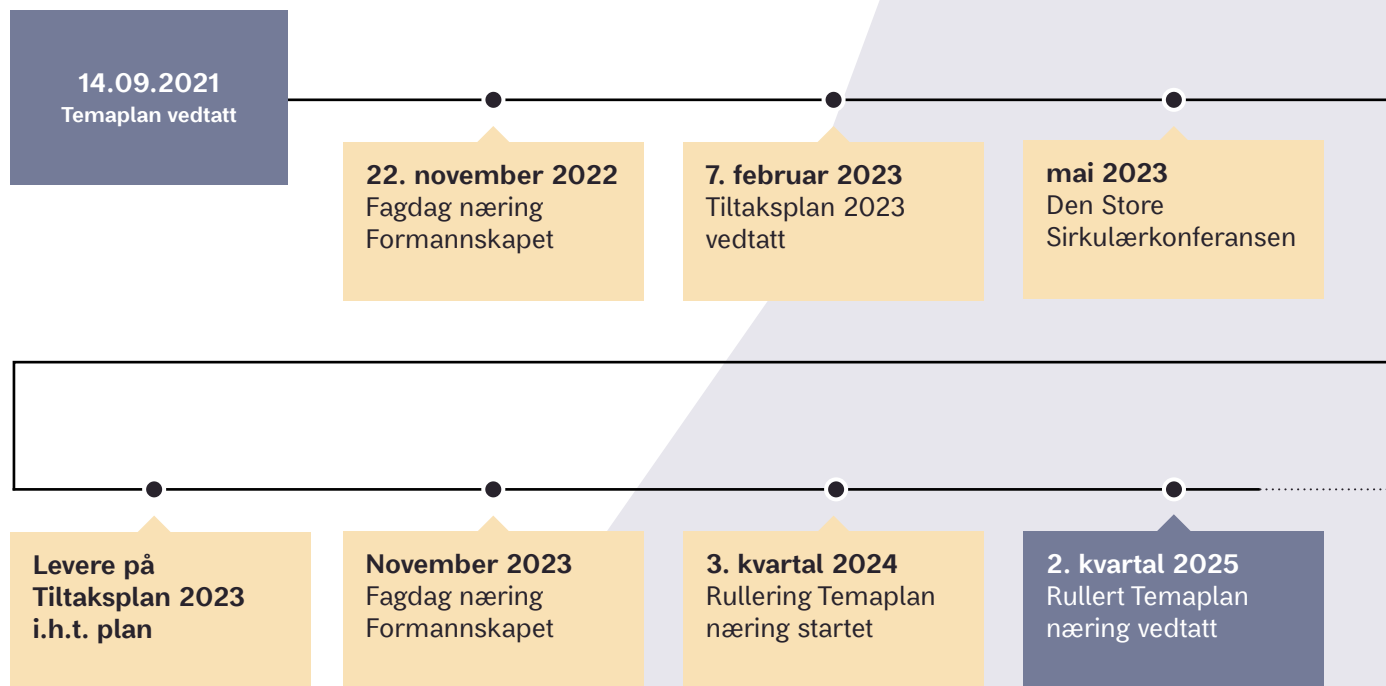 14.09.2021
Temaplan vedtatt
22. november 2022
Fagdag næring
Formannskapet
7. februar 2023
Tiltaksplan 2023
vedtatt
mai 2023
Den Store
Sirkulærkonferansen
Levere på
Tiltaksplan 2023
i.h.t. plan
November 2023
Fagdag næring
Formannskapet
3. kvartal 2024
Rullering Temaplan
næring startet
2. kvartal 2025
Rullert Temaplan
næring vedtatt